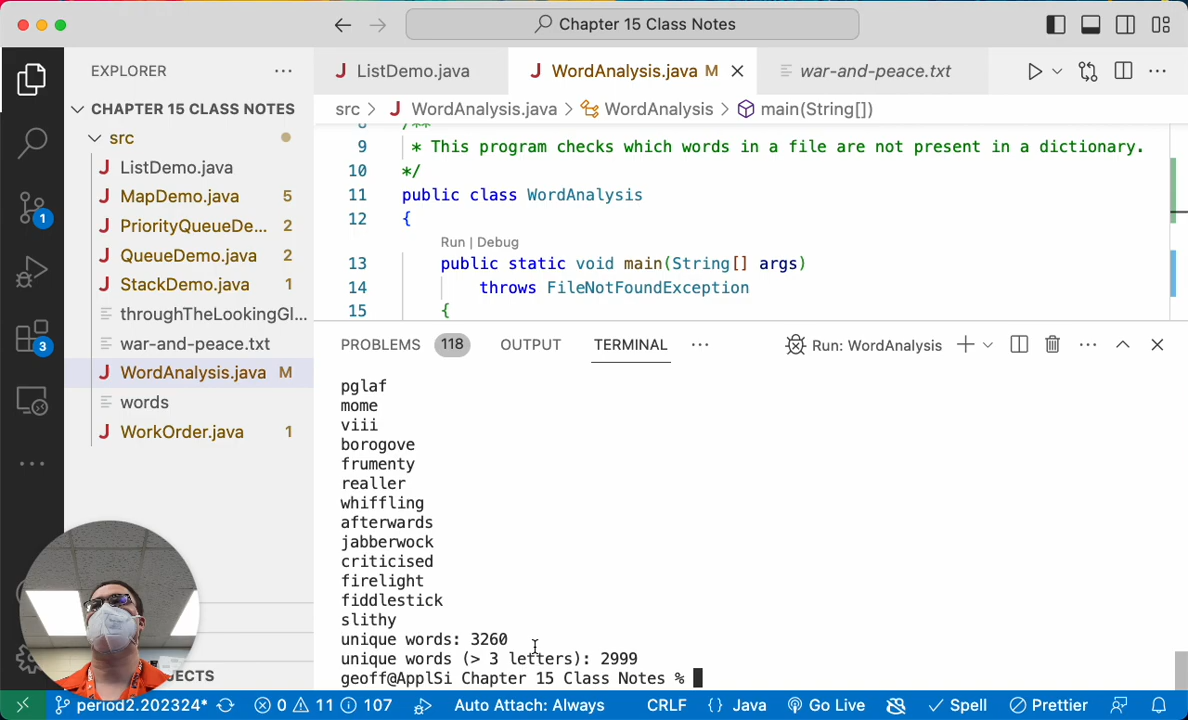 Chapter 15 Class Notes
EXPLORER
ListDemo.java
WordAnalysis.java M
war-and-peace.txt
CHAPTER 15 CLASS NOTES
src > J WordAnalysis.java > WordAnalysis > main(String[])
src
8 /**
J ListDemo.java
9 * This program checks which words in a file are not present in a dictionary.
J MapDemo.java 5
10 */
J PriorityQueueDe... 2
11 public class WordAnalysis
J QueueDemo.java 2
12 {
J StackDemo.java 1
Run | Debug
throughTheLookingGl...
13 public static void main(String[] args)
war-and-peace.txt
14 throws FileNotFoundException
J WordAnalysis.java M
15 {
words
J WorkOrder.java 1
1
3
PROBLEMS 118 OUTPUT TERMINAL ··· Run: WordAnalysis
pglaf
mome
viii
borogove
frumenty
realler
whiffling
afterwards
jabberwock
criticised
firelight
fiddlestick
slithy
unique words: 3260
unique words (> 3 letters): 2999
geoff@ApplSi Chapter 15 Class Notes %
ECTS
period2.202324* 0 11 107 Auto Attach: Always CRLF {} Java Go Live Spell Prettier